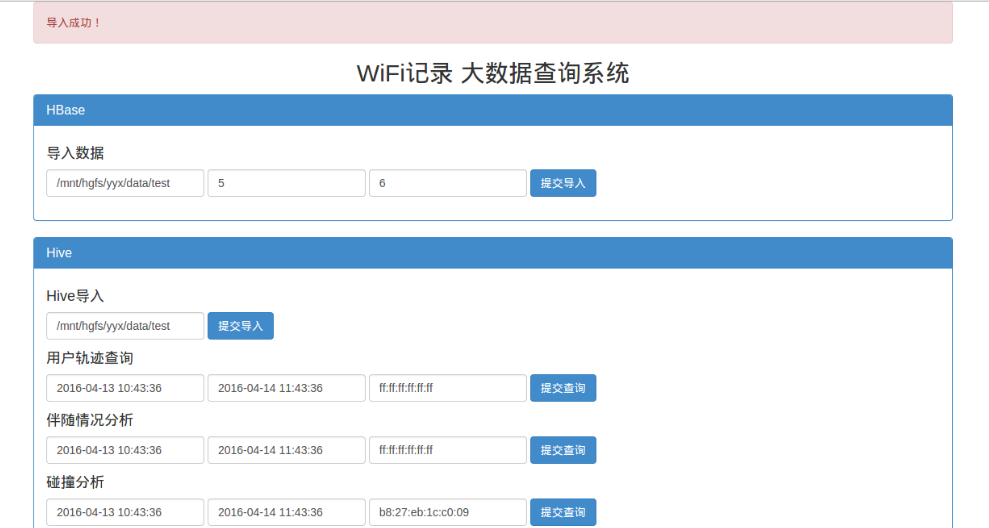 导入成功！
WiFi记录 大数据查询系统
HBase
导入数据
/mnt/hgfs/yyx/data/test 5 6 提交导入
Hive
Hive导入
/mnt/hgfs/yyx/data/test 提交导入
用户轨迹查询
2016-04-13 10:43:36 2016-04-14 11:43:36 ff:ff:ff:ff:ff:ff 提交查询
伴随情况分析
2016-04-13 10:43:36 2016-04-14 11:43:36 ff:ff:ff:ff:ff:ff 提交查询
碰撞分析
2016-04-13 10:43:36 2016-04-14 11:43:36 b8:27:eb:1c:c0:09 提交查询